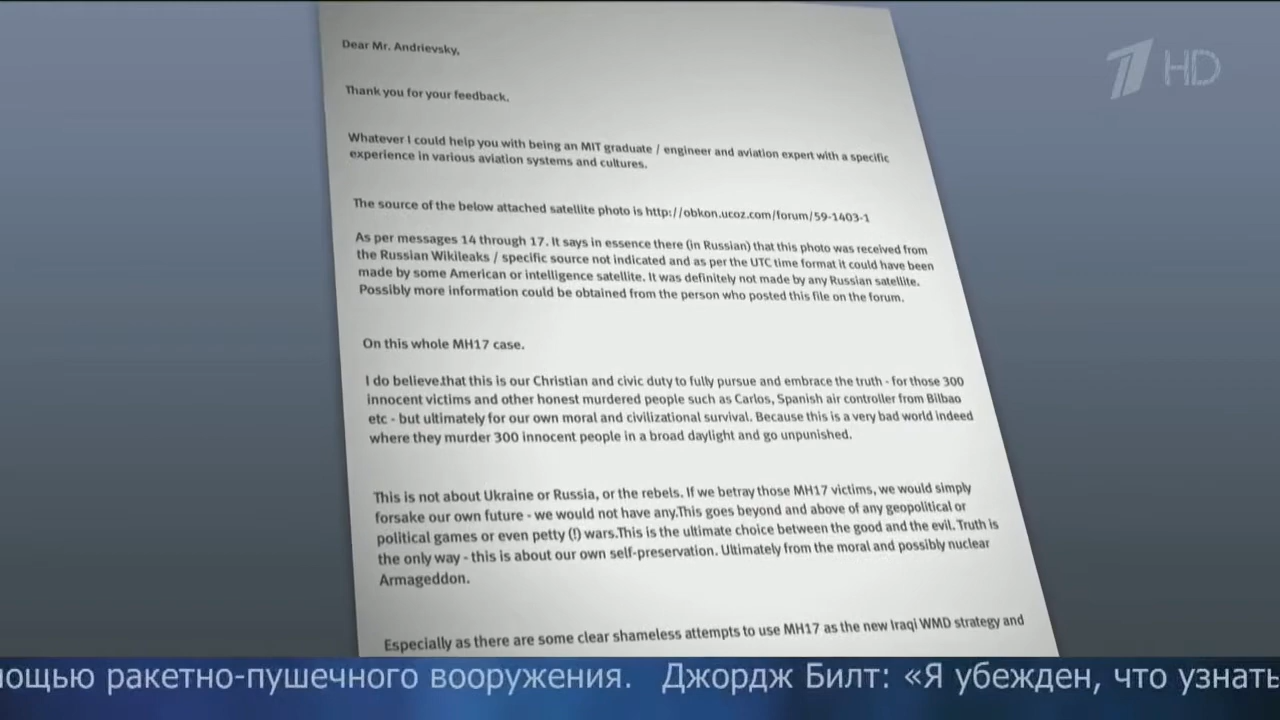 Dear Mr. Andrievsky,
Thank you for your feedback.
Whatever I could help you with being an MIT graduate / engineer and aviation expert with a specific
experience in various aviation systems and cultures.
The source of the below attached satellite photo is http://obkon.ucoz.com/forum/59-1403-1
As per messages 14 through 17. It says in essence there (in Russian) that this photo was received from
the Russian Wikileaks / specific source not indicated and as per the UTC time format it could have been
made by some American or intelligence satellite. It was definitely not made by any Russian satellite.
Possibly more information could be obtained from the person who posted this file on the forum.
On this whole MH17 case.
I do believe.that this is our Christian and civic duty to fully pursue and embrace the truth - for those 300
innocent victims and other honest murdered people such as Carlos, Spanish air controller from Bilbao
etc - but ultimately for our own moral and civilizational survival. Because this is a very bad world indeed
where they murder 300 innocent people in a broad daylight and go unpunished.
This is not about Ukraine or Russia, or the rebels. If we betray those MH17 victims, we would simply
forsake our own future - we would not have any.This goes beyond and above of any geopolitical or
political games or even petty (!) wars.This is the ultimate choice between the good and the evil. Truth is
the only way - this is about our own self-preservation. Ultimately from the moral and possibly nuclear
Armageddon.
Especially as there are some clear shameless attempts to use MH17 as the new Iraqi WMD strategy and
1 HD
мощью ракетно-пушечного вооружения. Джордж Билт: «Я убежден, что узнать